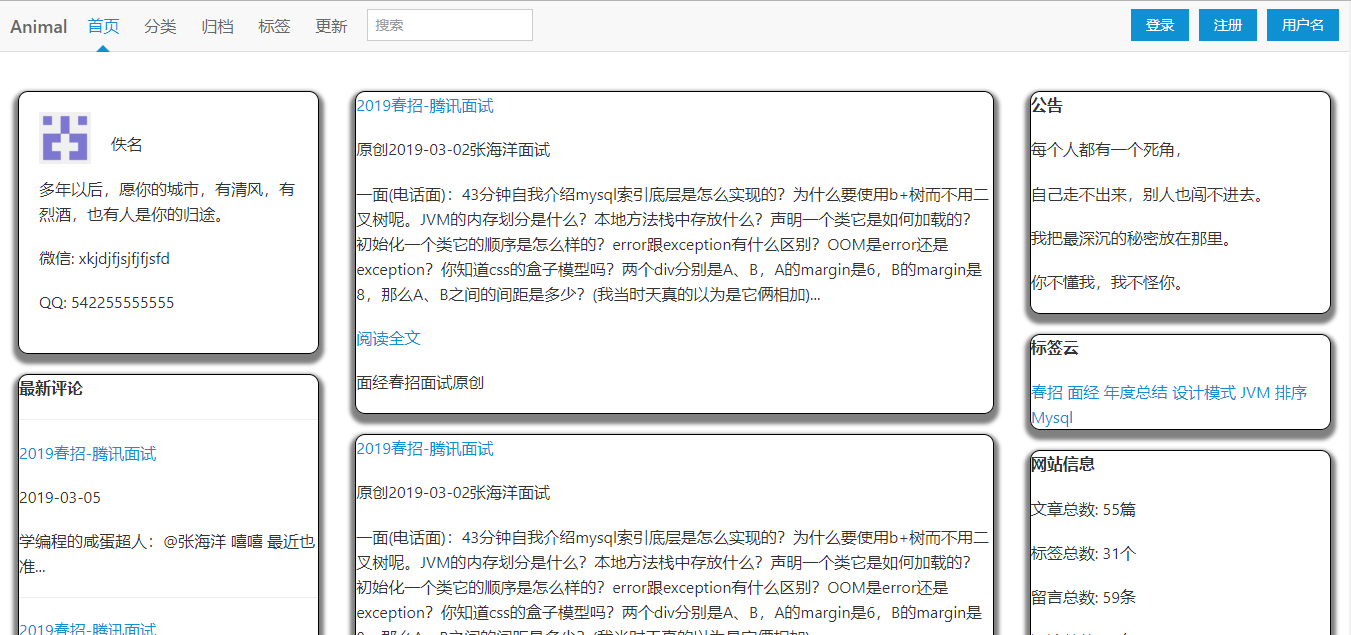 Animal 首页 分类 归档 标签 更新 搜索 登录 注册 用户名
佚名
多年以后，愿你的城市，有清风，有
烈酒，也有人是你的归途。
微信: xkjdjfjsjfjfjsfd
QQ: 542255555555
最新评论
2019春招-腾讯面试
2019-03-05
学编程的咸蛋超人：@张海洋 嘻嘻 最近也
准...
2019春招-腾讯面试
2019春招-腾讯面试
原创2019-03-02张海洋面试
一面(电话面)：43分钟自我介绍mysql索引底层是怎么实现的？为什么要使用b+树而不用二
叉树呢。JVM的内存划分是什么？本地方法栈中存放什么？声明一个类它是如何加载的？
初始化一个类它的顺序是怎么样的？error跟exception有什么区别？OOM是error还是
exception？你知道css的盒子模型吗？两个div分别是A、B，A的margin是6，B的margin是
8，那么A、B之间的间距是多少？(我当时天真的以为是它俩相加)...
阅读全文
面经春招面试原创
2019春招-腾讯面试
原创2019-03-02张海洋面试
一面(电话面)：43分钟自我介绍mysql索引底层是怎么实现的？为什么要使用b+树而不用二
叉树呢。JVM的内存划分是什么？本地方法栈中存放什么？声明一个类它是如何加载的？
初始化一个类它的顺序是怎么样的？error跟exception有什么区别？OOM是error还是
exception？你知道css的盒子模型吗？两个div分别是A、B，A的margin是6，B的margin是
公告
每个人都有一个死角，
自己走不出来，别人也闯不进去。
我把最深沉的秘密放在那里。
你不懂我，我不怪你。
标签云
春招 面经 年度总结 设计模式 JVM 排序
Mysql
网站信息
文章总数: 55篇
标签总数: 31个
留言总数: 59条